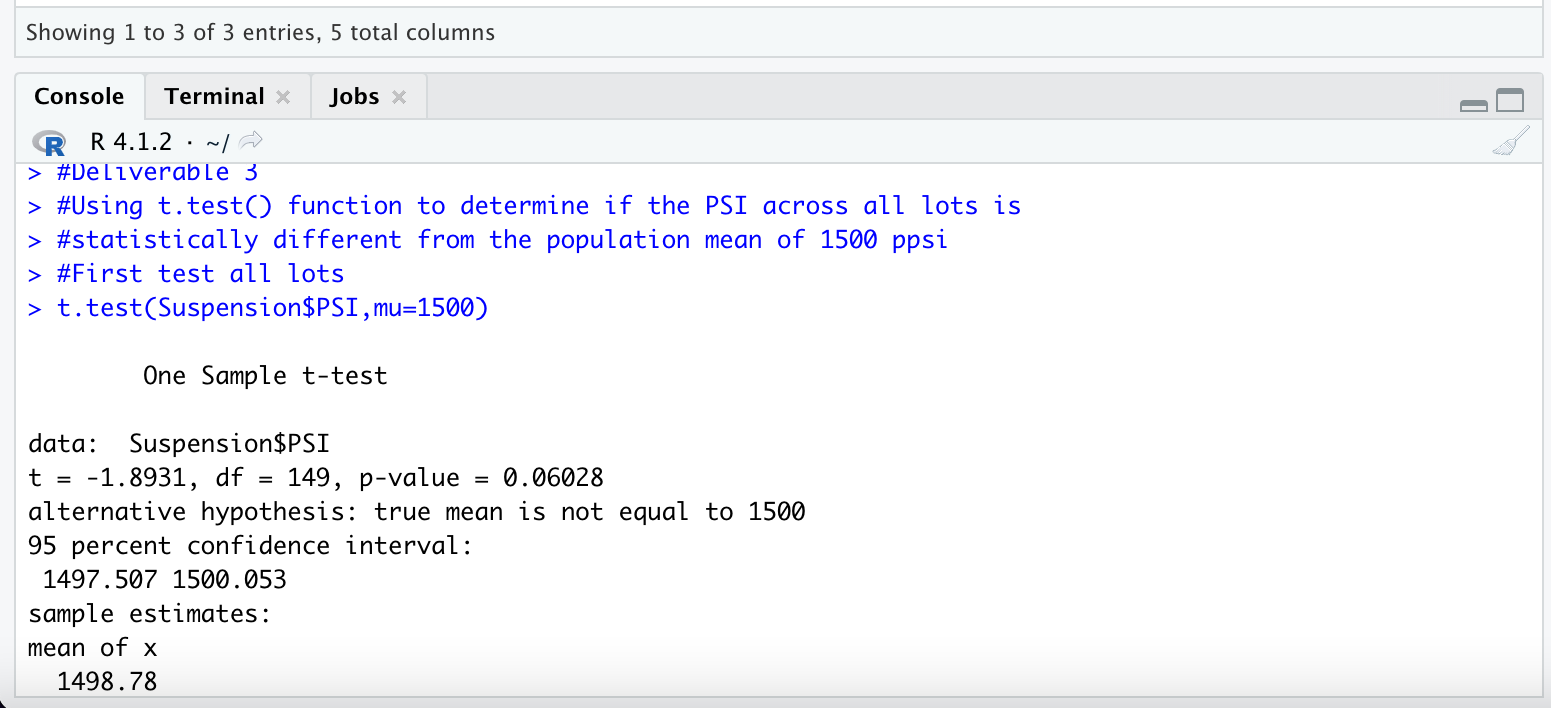 Showing 1 to 3 of 3 entries, 5 total columns
Console Terminal Jobs
R R 4.1.2 · ~/
> #Deliverable 3
> #Using t.test() function to determine if the PSI across all lots is
> #statistically different from the population mean of 1500 ppsi
> #First test all lots
> t.test(Suspension$PSI,mu=1500)
One Sample t-test
data:  Suspension$PSI
t = -1.8931, df = 149, p-value = 0.06028
alternative hypothesis: true mean is not equal to 1500
95 percent confidence interval:
1497.507 1500.053
sample estimates:
mean of x
1498.78